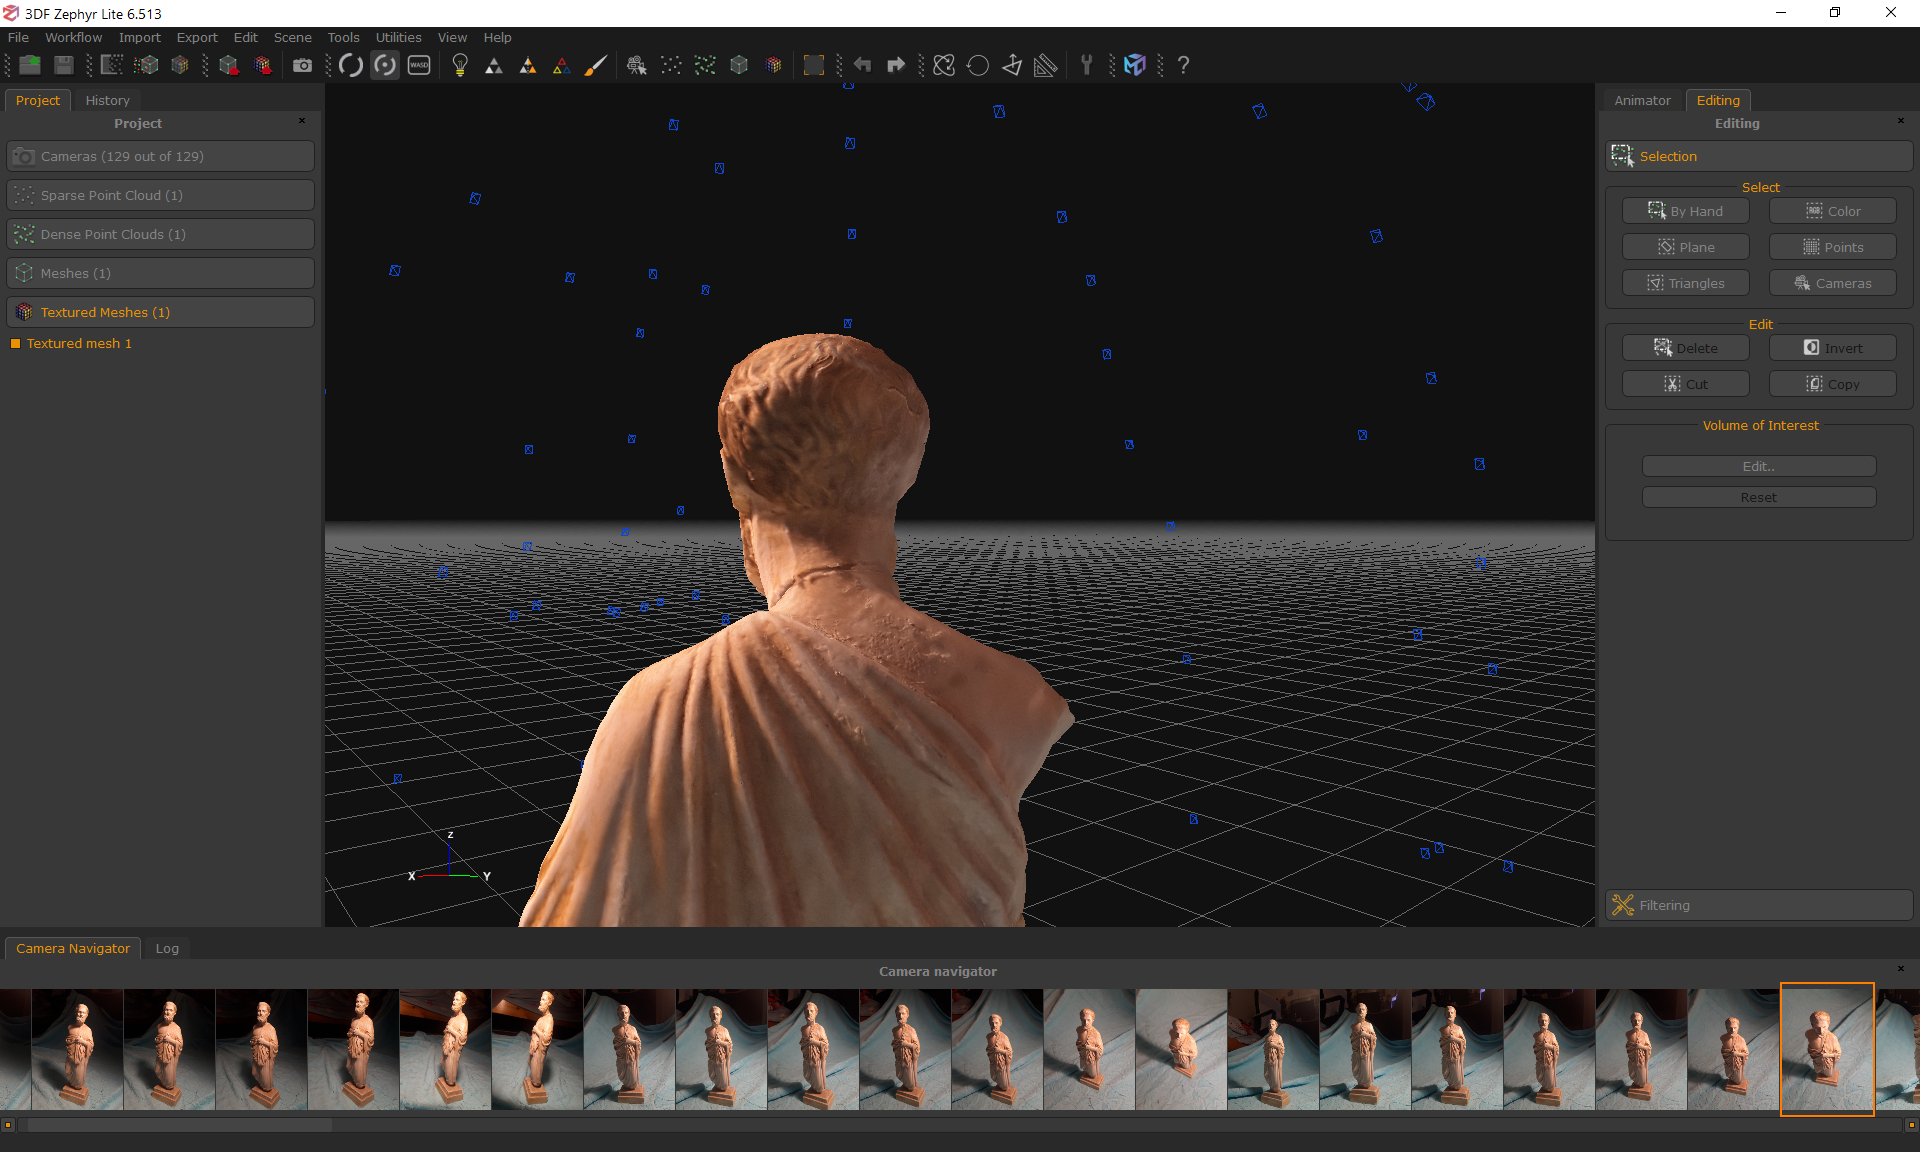 3DF Zephyr Lite 6.513
File Workflow Import Export Edit Scene Tools Utilities View Help
WASD
Project History
Project
Cameras (129 out of 129)
Sparse Point Cloud (1)
Dense Point Clouds (1)
Meshes (1)
Textured Meshes (1)
Textured mesh 1
Z
X Y
Animator Editing
Editing
Selection
Select
By Hand RGB Color
Plane Points
Triangles Cameras
Edit
Delete Invert
Cut Copy
Volume of Interest
Edit..
Reset
Filtering
Camera Navigator Log
Camera navigator